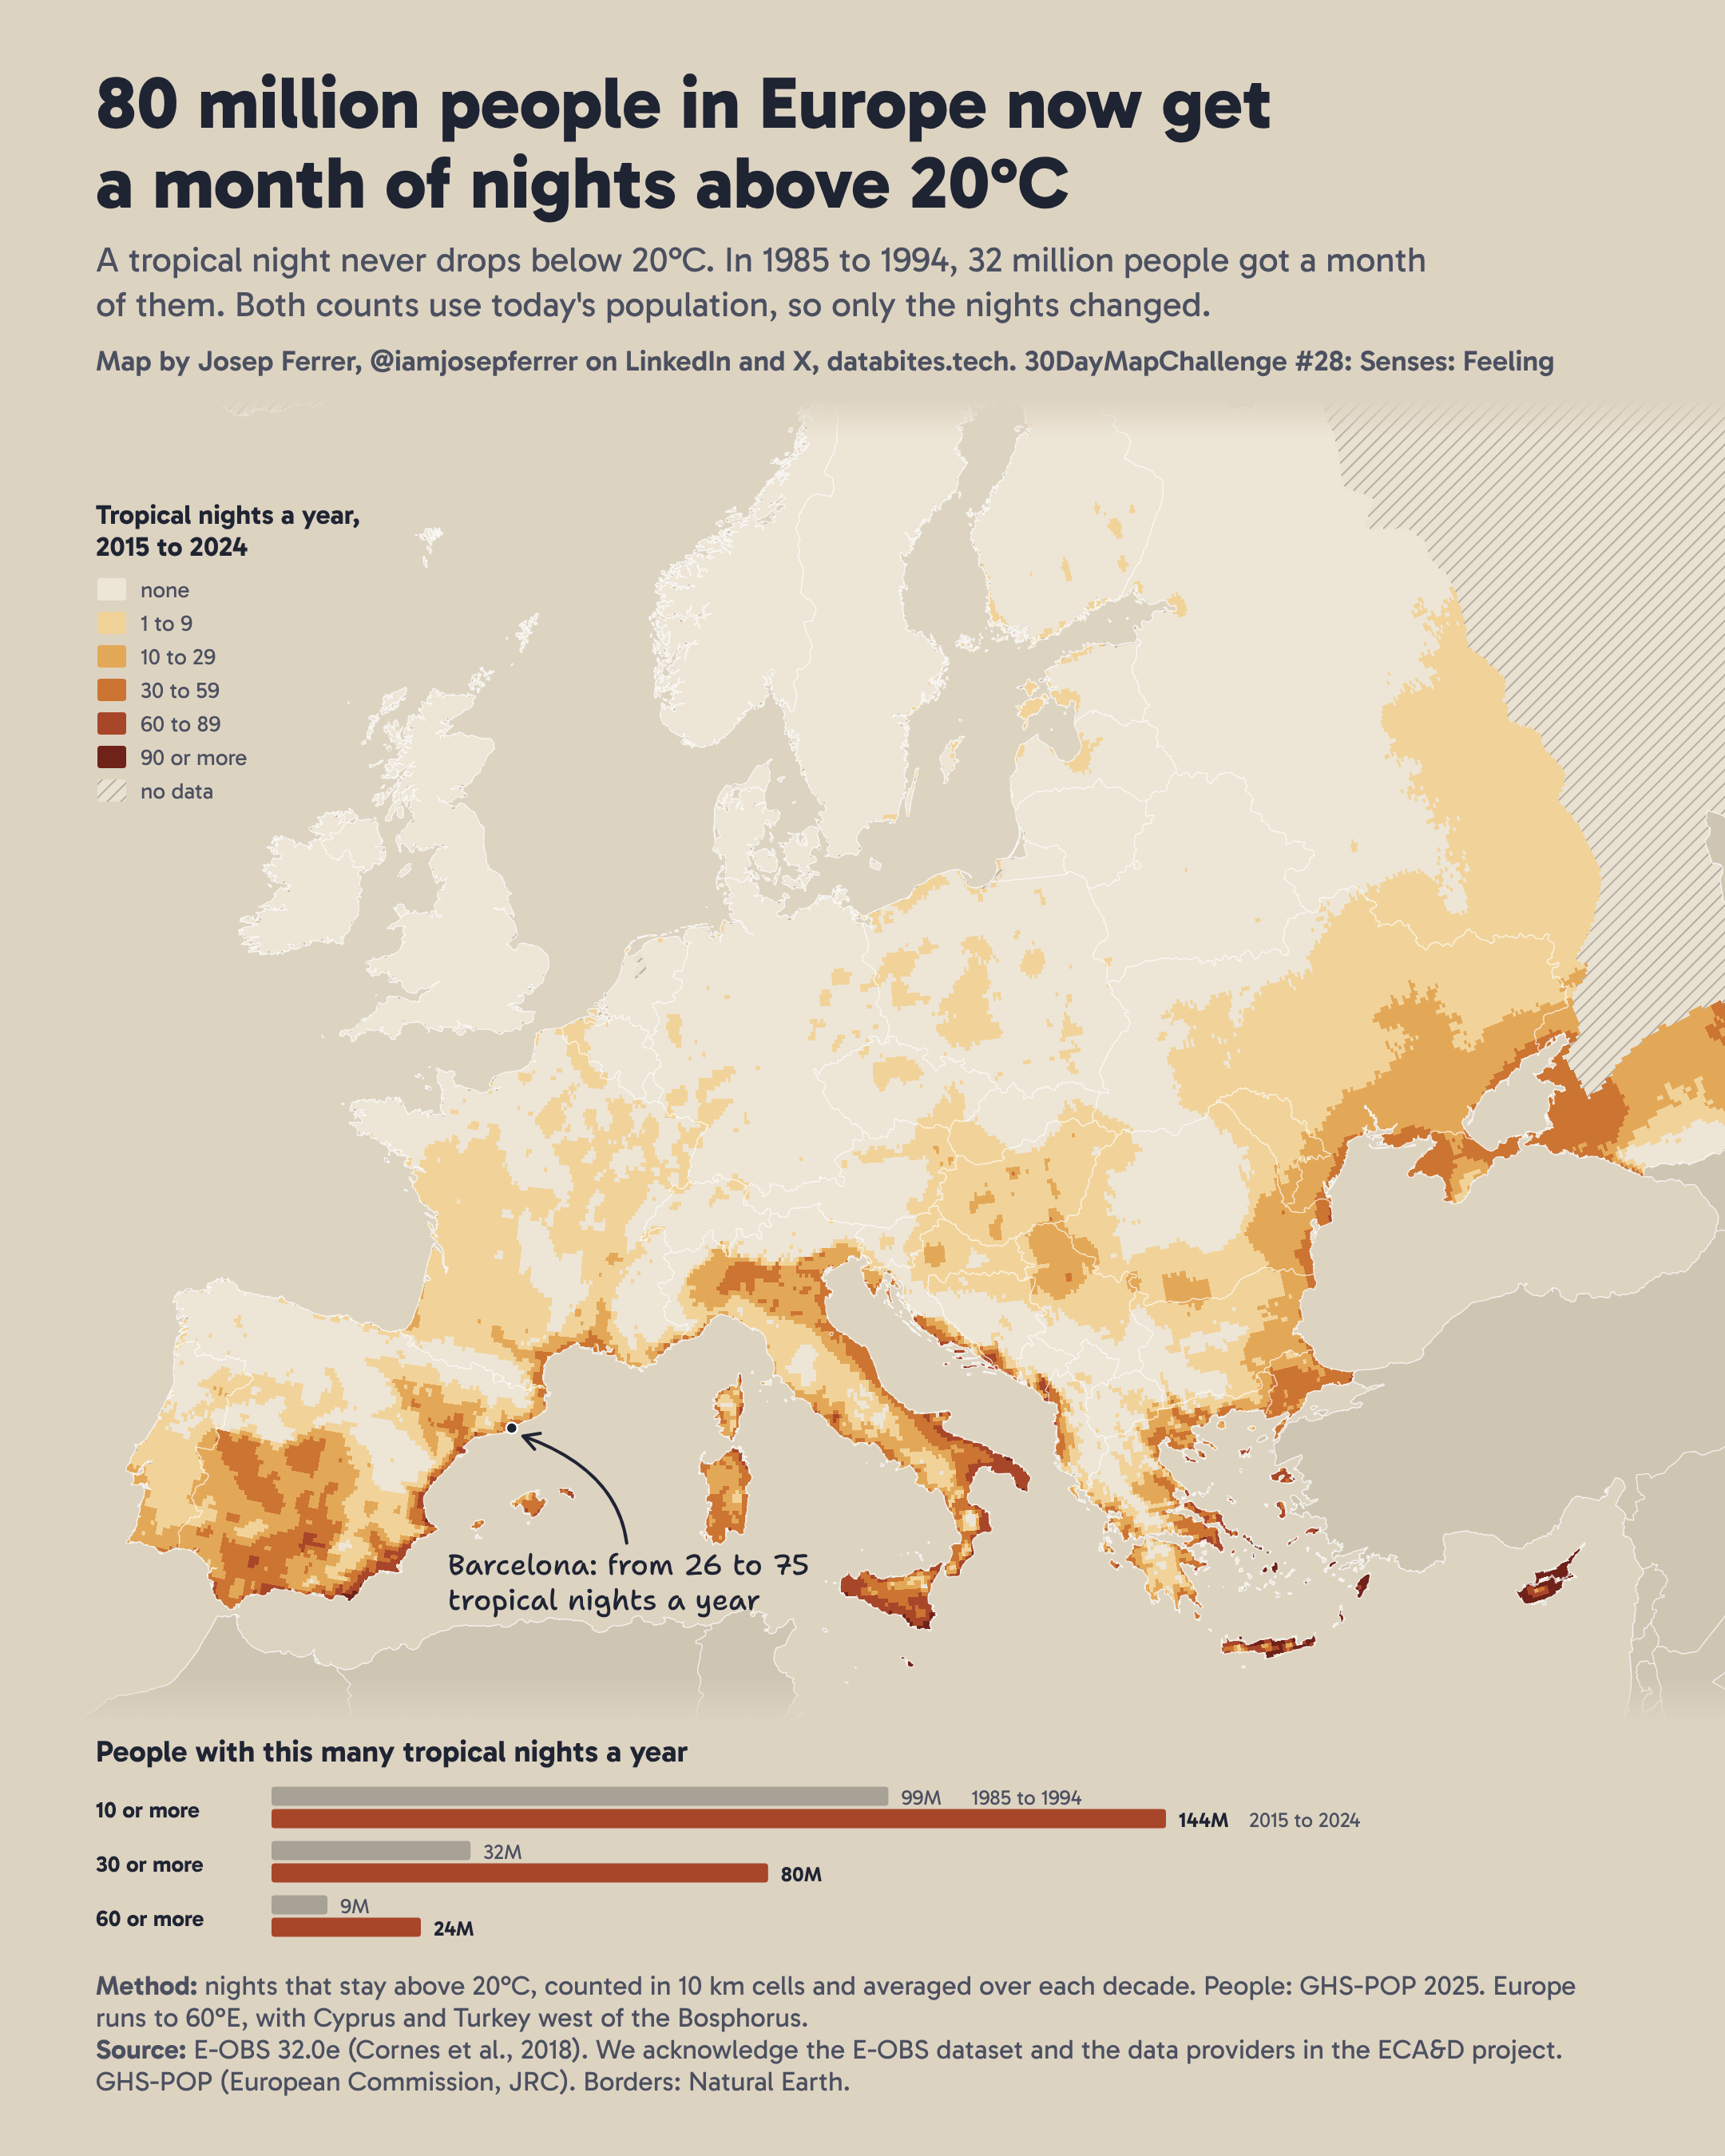 80 million people in Europe now get
a month of nights above 20°C
A tropical night never drops below 20°C. In 1985 to 1994, 32 million people got a month
of them. Both counts use today's population, so only the nights changed.
Map by Josep Ferrer, @iamjosepferrer on LinkedIn and X, databites.tech. 30DayMapChallenge #28: Senses: Feeling
Tropical nights a year,
2015 to 2024
none
1 to 9
10 to 29
30 to 59
60 to 89
90 or more
no data
Barcelona: from 26 to 75
tropical nights a year
People with this many tropical nights a year
10 or more
99M 1985 to 1994
144M 2015 to 2024
30 or more
32M
80M
60 or more
9M
24M
Method: nights that stay above 20°C, counted in 10 km cells and averaged over each decade. People: GHS-POP 2025. Europe
runs to 60°E, with Cyprus and Turkey west of the Bosphorus.
Source: E-OBS 32.0e (Cornes et al., 2018). We acknowledge the E-OBS dataset and the data providers in the ECA&D project.
GHS-POP (European Commission, JRC). Borders: Natural Earth.